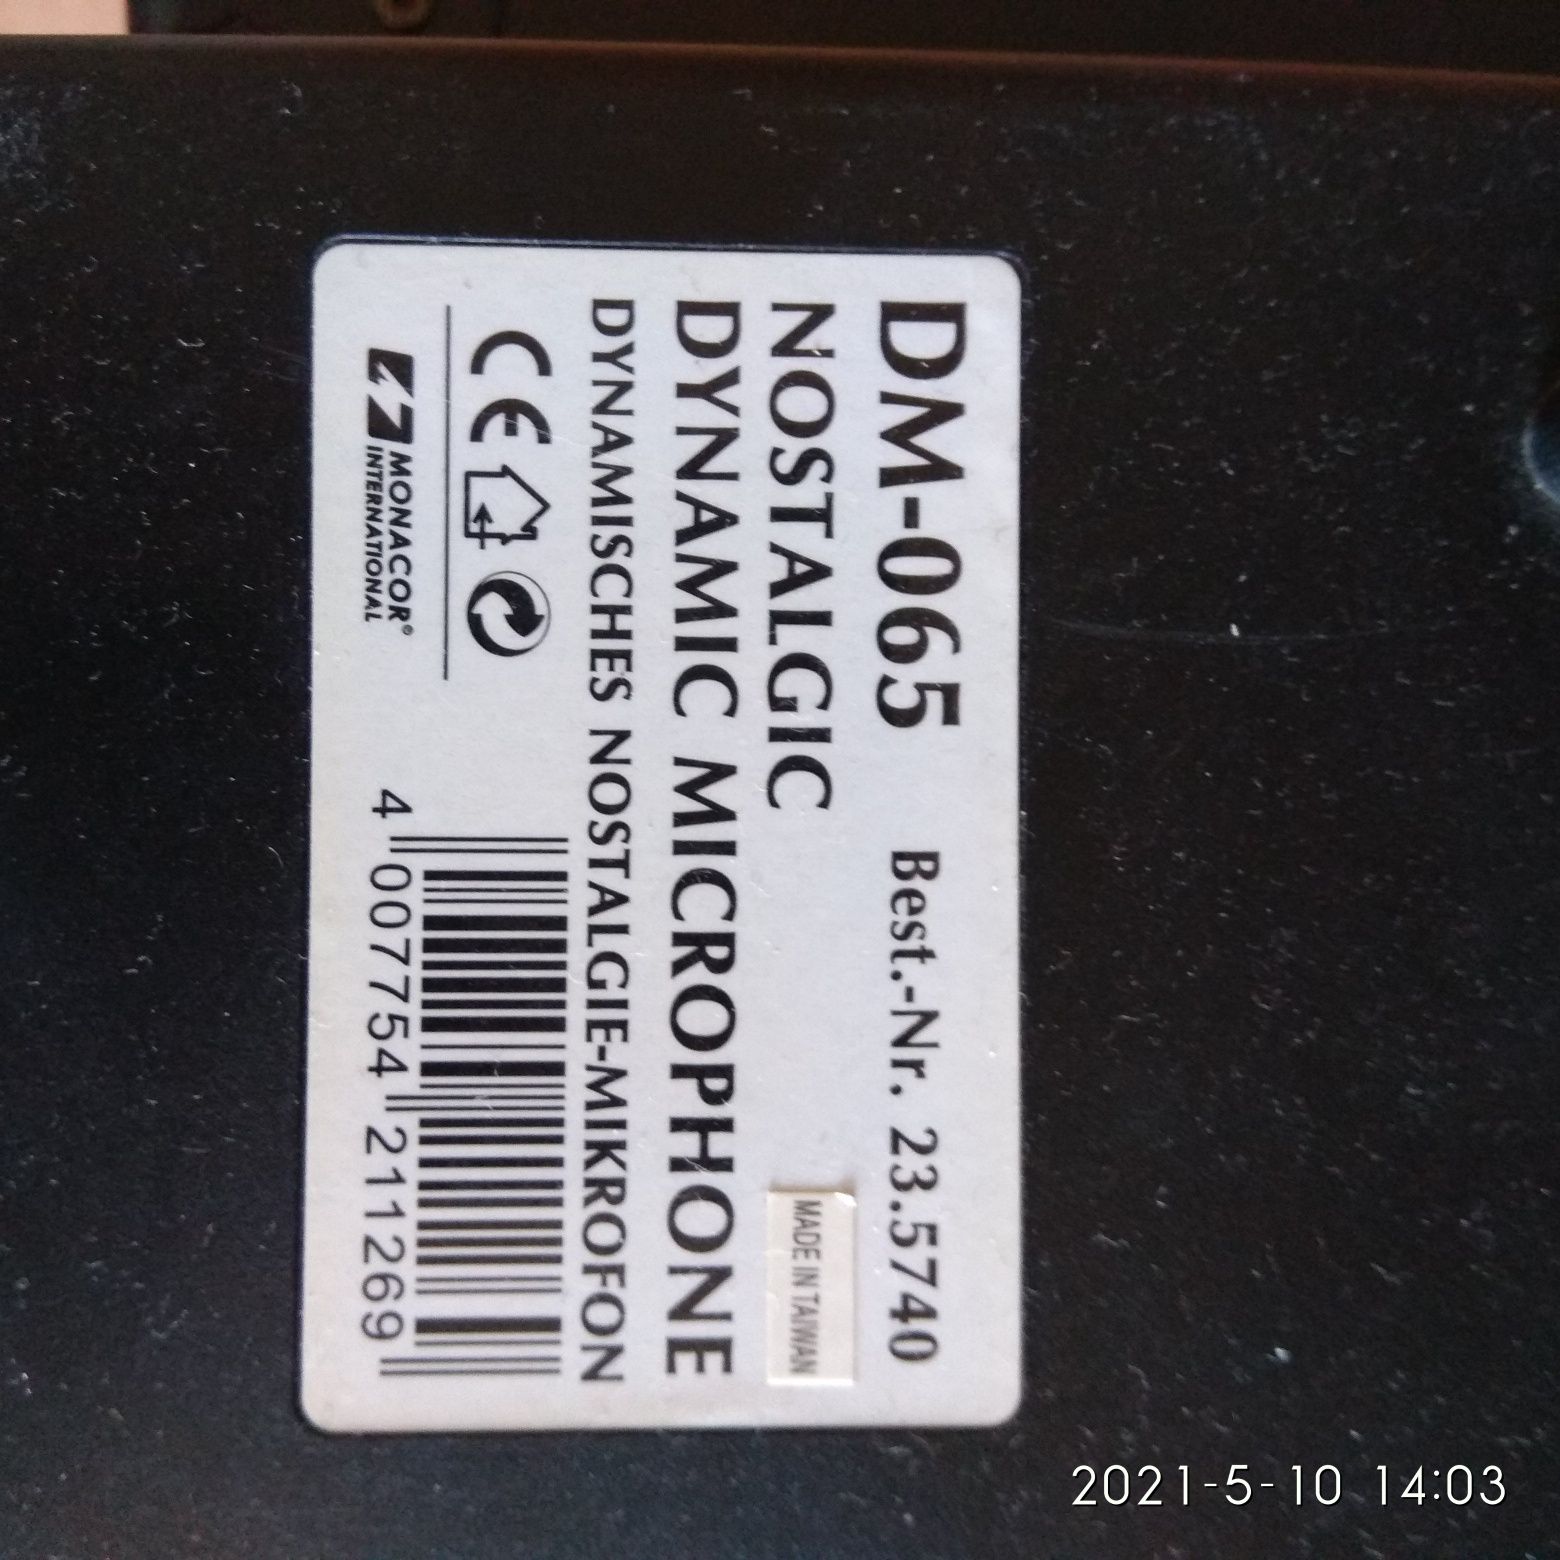 DM-065 Best.-Nr. 23.5740
NOSTALGIC
MADE IN TAIWAN
DYNAMIC MICROPHONE
DYNAMISCHES NOSTALGIE-MIKROFON
CE
MONACOR®
INTERNATIONAL
4 007754 211269
2021-5-10 14:03